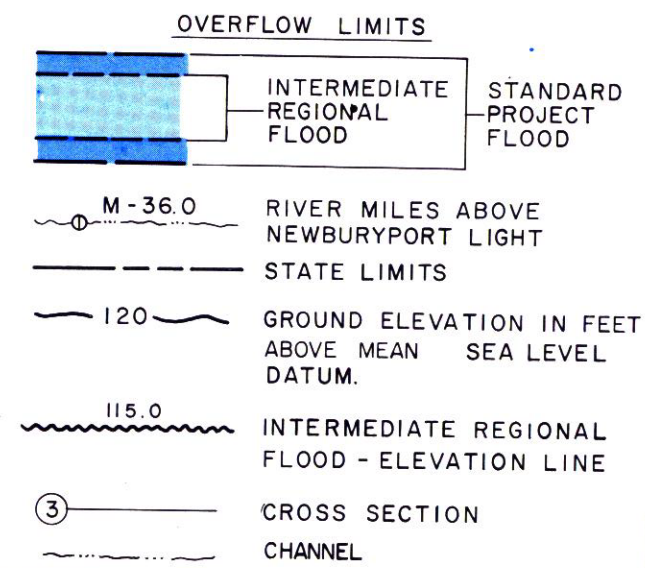 OVERFLOW LIMITS
INTERMEDIATE
REGIONAL
FLOOD
STANDARD
PROJECT
FLOOD
M-36.0
RIVER MILES ABOVE
NEWBURYPORT LIGHT
STATE LIMITS
120
GROUND ELEVATION IN FEET
ABOVE MEAN SEA LEVEL
DATUM.
115.0
INTERMEDIATE REGIONAL
FLOOD - ELEVATION LINE
3
CROSS SECTION
CHANNEL